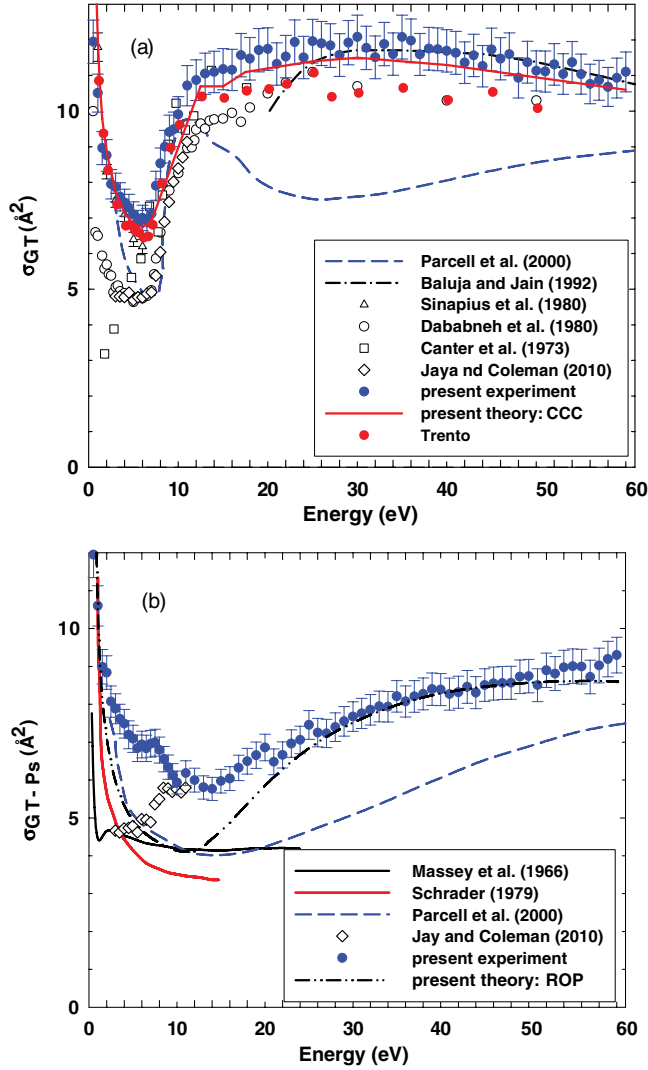 (a)
10
5
0
σGT (Å2)
Parcell et al. (2000)
Baluja and Jain (1992)
Sinapius et al. (1980)
Dababneh et al. (1980)
Canter et al. (1973)
Jaya nd Coleman (2010)
present experiment
present theory: CCC
Trento
0 10 20 30 40 50 60
Energy (eV)
(b)
10
5
0
σGT - Ps (Å2)
Massey et al. (1966)
Schrader (1979)
Parcell et al. (2000)
Jay and Coleman (2010)
present experiment
present theory: ROP
0 10 20 30 40 50 60
Energy (eV)